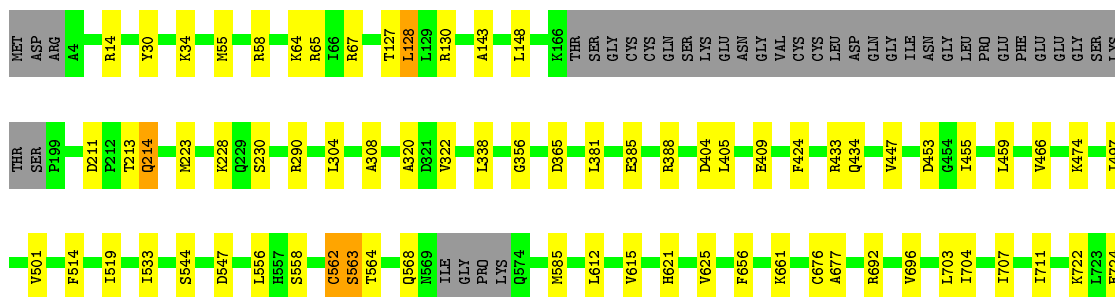 MET ASP ARG A4 R14 Y30 K34 M55 R58 K64 R65 I66 R67 T127 L128 L129 R130 A143 L148 K166 THR SER GLY CYS CYS GLN SER LYS GLU ASN GLY VAL CYS CYS LEU ASP GLN GLY ILE ASN GLY LEU PRO GLU PHE GLU GLU GLY SER LYS
THR SER P199 D211 P212 T213 Q214 M223 K228 Q229 S230 R290 L304 A308 A320 D321 V322 L338 G356 D365 L381 E385 R388 D404 L405 E409 F424 R433 Q434 V447 D453 G454 I455 L459 V466 K474
V501 F514 I519 I533 S544 D547 L556 H557 S558 C562 S563 T564 Q568 N569 ILE GLY PRO LYS Q574 M585 L612 V615 H621 V625 F656 K661 C676 A677 R692 V696 L703 I704 I707 I711 K722 L723